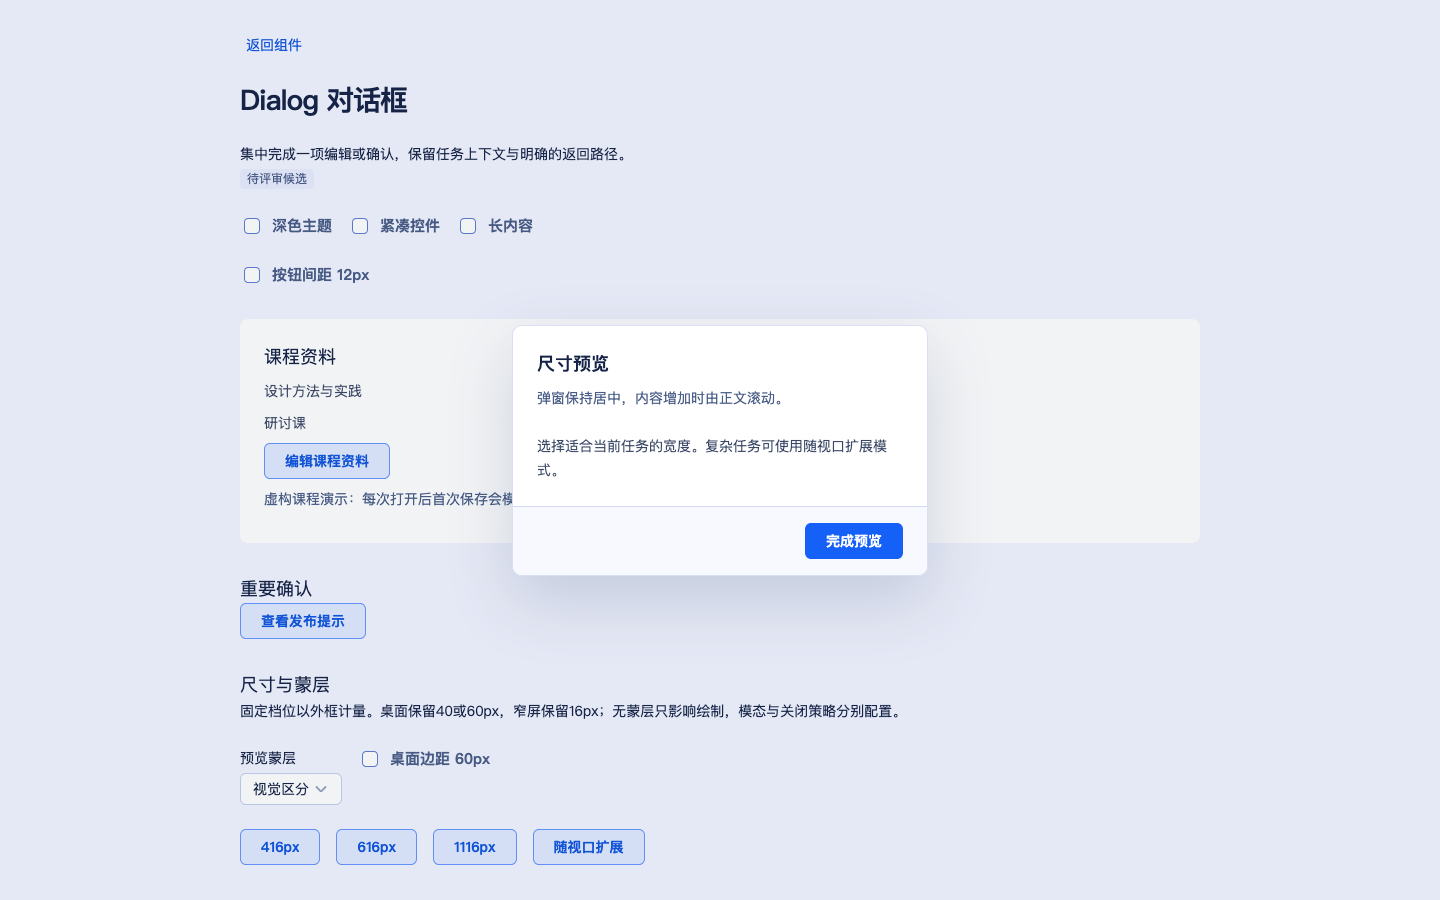 返回组件
Dialog 对话框
集中完成一项编辑或确认，保留任务上下文与明确的返回路径。
待评审候选
深色主题
紧凑控件
长内容
按钮间距 12px
课程资料
设计方法与实践
研讨课
编辑课程资料
虚构课程演示：每次打开后首次保存会模
尺寸预览
弹窗保持居中，内容增加时由正文滚动。
选择适合当前任务的宽度。复杂任务可使用随视口扩展模
式。
完成预览
重要确认
查看发布提示
尺寸与蒙层
固定档位以外框计量。桌面保留40或60px，窄屏保留16px；无蒙层只影响绘制，模态与关闭策略分别配置。
预览蒙层
桌面边距 60px
视觉区分
416px
616px
1116px
随视口扩展